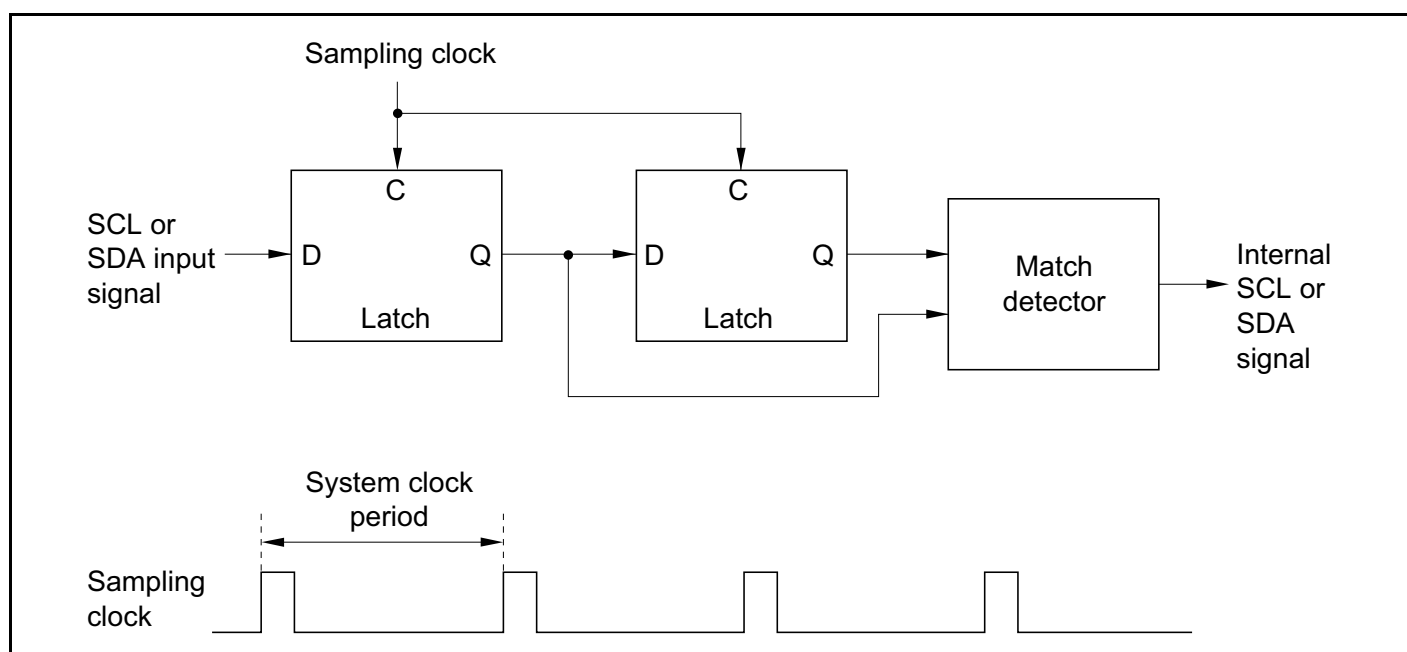 Sampling clock
C
C
SCL or
SDA input
signal
D
Q
D
Q
Latch
Latch
Match
detector
Internal
SCL or
SDA
signal
System clock
period
Sampling
clock